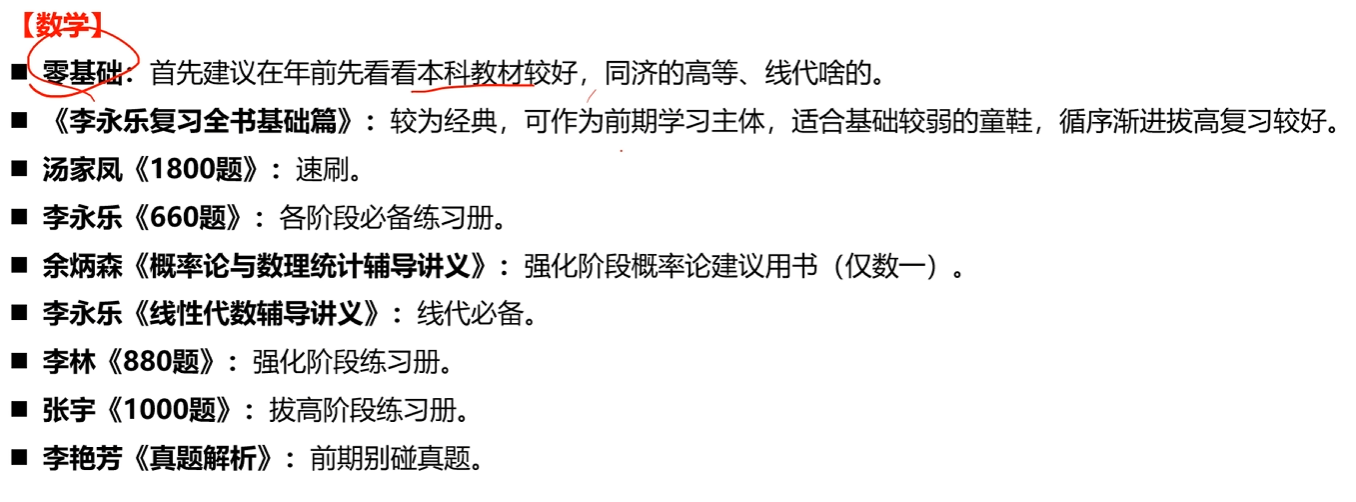 【数学】
■ 零基础：首先建议在年前先看看本科教材较好，同济的高等、线代啥的。
■ 《李永乐复习全书基础篇》：较为经典，可作为前期学习主体，适合基础较弱的童鞋，循序渐进拔高复习较好。
■ 汤家凤《1800题》：速刷。
■ 李永乐《660题》：各阶段必备练习册。
■ 余炳森《概率论与数理统计辅导讲义》：强化阶段概率论建议用书（仅数一）。
■ 李永乐《线性代数辅导讲义》：线代必备。
■ 李林《880题》：强化阶段练习册。
■ 张宇《1000题》：拔高阶段练习册。
■ 李艳芳《真题解析》：前期别碰真题。